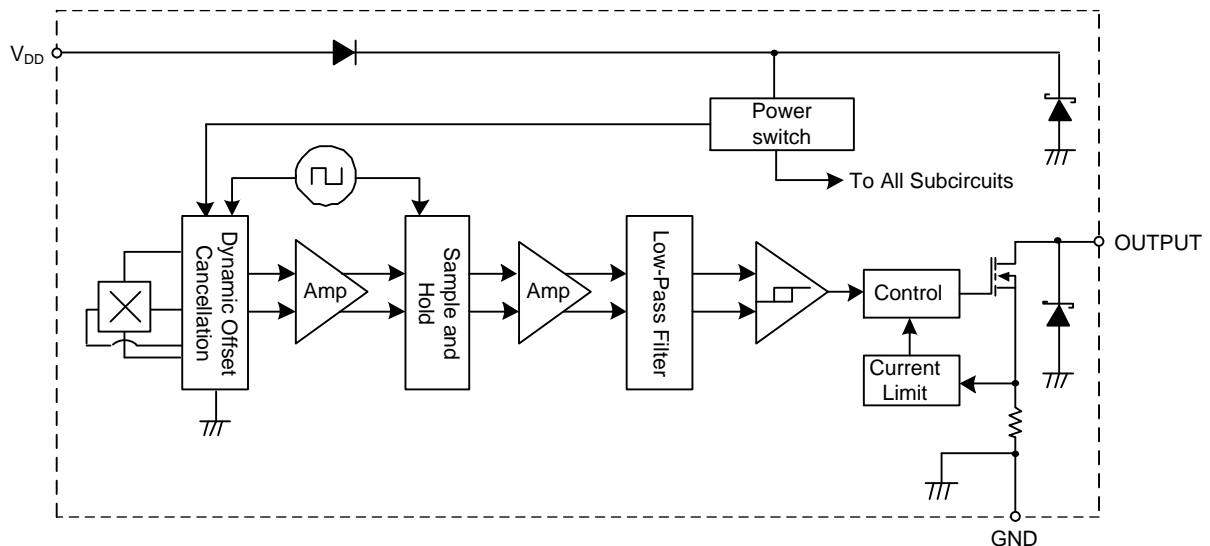 V_DD
Power
switch
To All Subcircuits
Dynamic Offset
Cancellation
Amp
Sample and
Hold
Amp
Low-Pass Filter
Control
Current
Limit
OUTPUT
GND